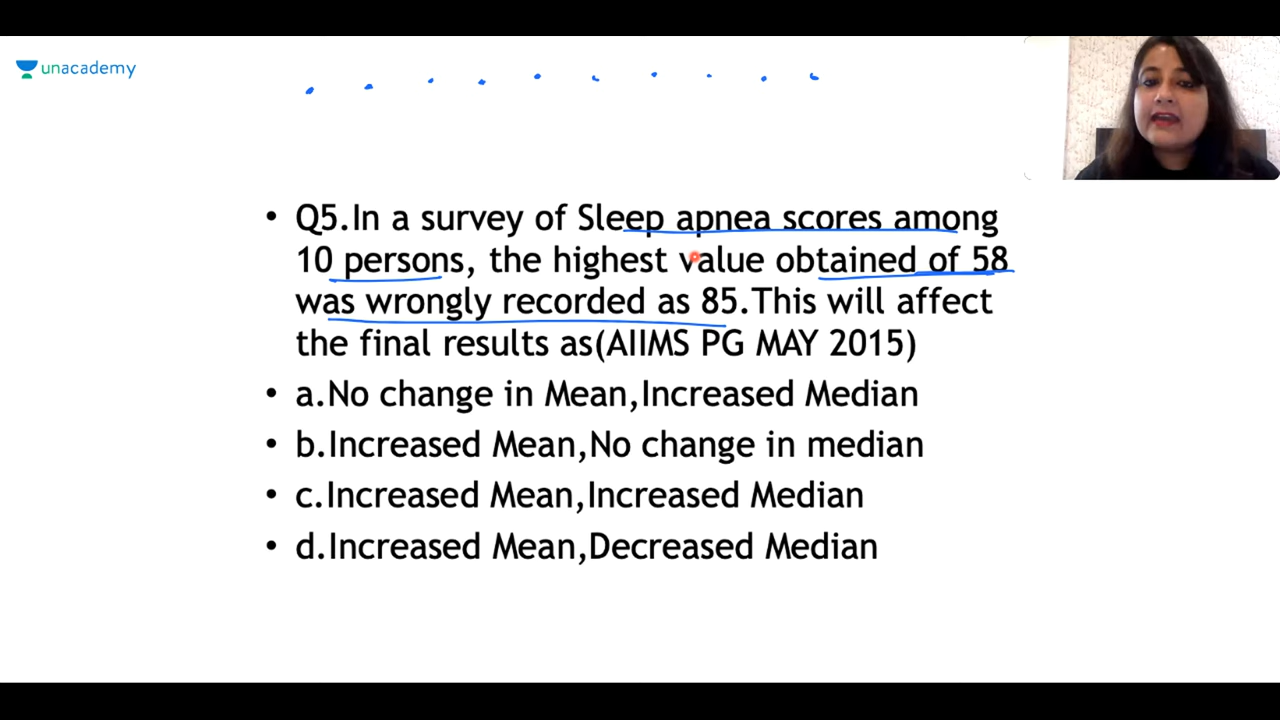 unacademy
• Q5.In a survey of Sleep apnea scores among
10 persons, the highest value obtained of 58
was wrongly recorded as 85.This will affect
the final results as(AIIMS PG MAY 2015)
• a.No change in Mean,Increased Median
• b.Increased Mean,No change in median
• c.Increased Mean,Increased Median
• d.Increased Mean,Decreased Median